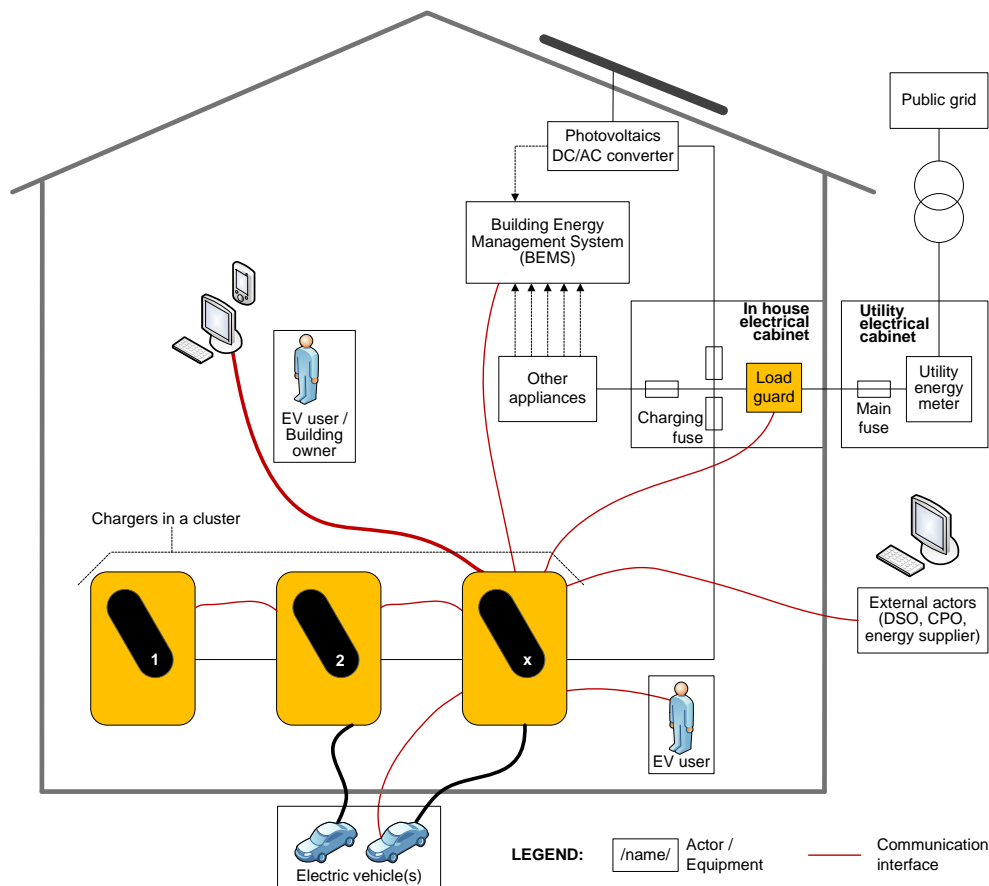 Public grid
Photovoltaics
DC/AC converter
Building Energy
Management System
(BEMS)
In house
electrical
cabinet
Utility
electrical
cabinet
Other
appliances
Charging
fuse
Load
guard
Main
fuse
Utility
energy
meter
EV user /
Building
owner
Chargers in a cluster
1
2
x
External actors
(DSO, CPO,
energy supplier)
EV user
Electric vehicle(s)
LEGEND:
/name/
Actor /
Equipment
Communication
interface